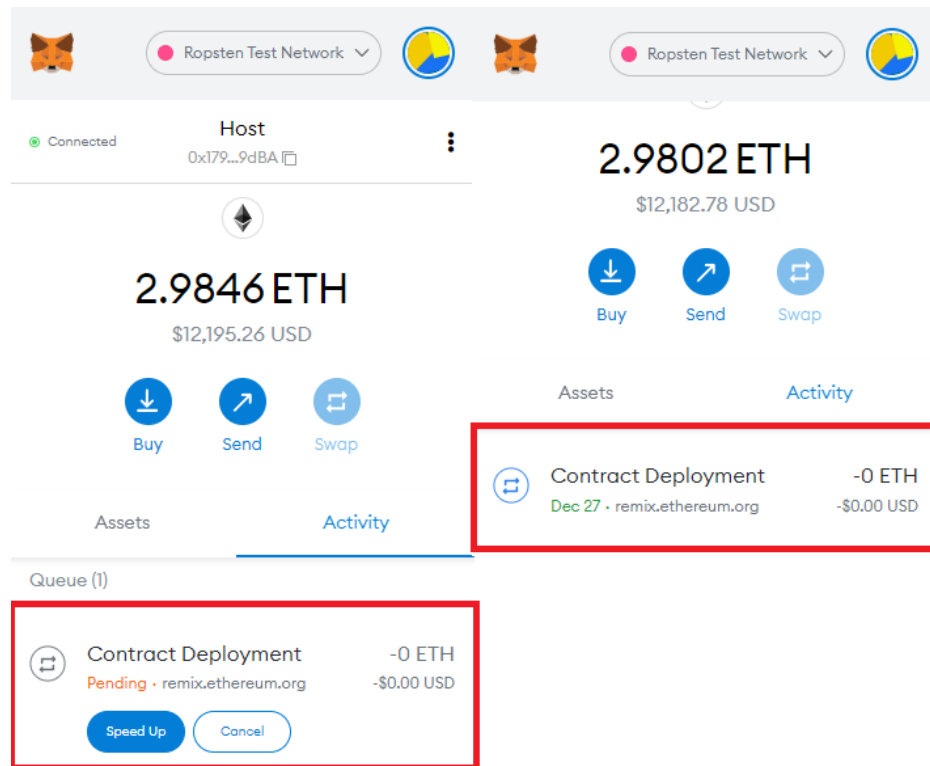 Ropsten Test Network
Connected
Host
0x179...9dBA
2.9846 ETH
$12,195.26 USD
Buy
Send
Swap
Assets
Activity
Queue (1)
Contract Deployment
-0 ETH
Pending · remix.ethereum.org
-$0.00 USD
Speed Up
Cancel
Ropsten Test Network
2.9802 ETH
$12,182.78 USD
Buy
Send
Swap
Assets
Activity
Contract Deployment
-0 ETH
Dec 27 · remix.ethereum.org
-$0.00 USD